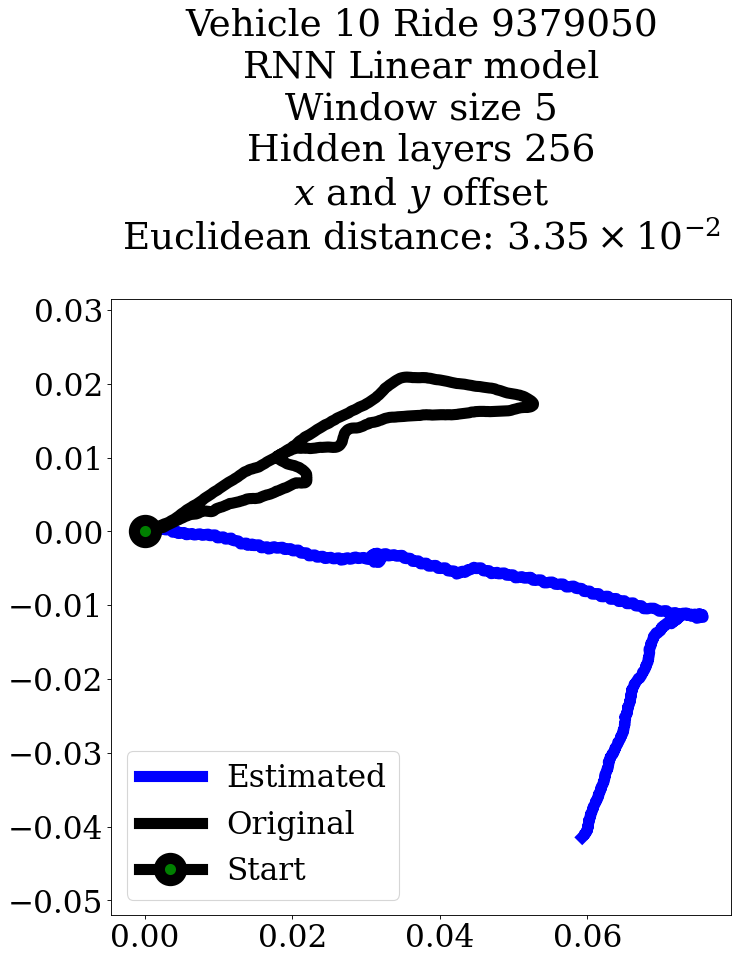 Vehicle 10 Ride 9379050
RNN Linear model
Window size 5
Hidden layers 256
x and y offset
Euclidean distance: 3.35 × 10⁻²
0.03
0.02
0.01
0.00
−0.01
−0.02
−0.03
−0.04
−0.05
Estimated
Original
Start
0.00 0.02 0.04 0.06